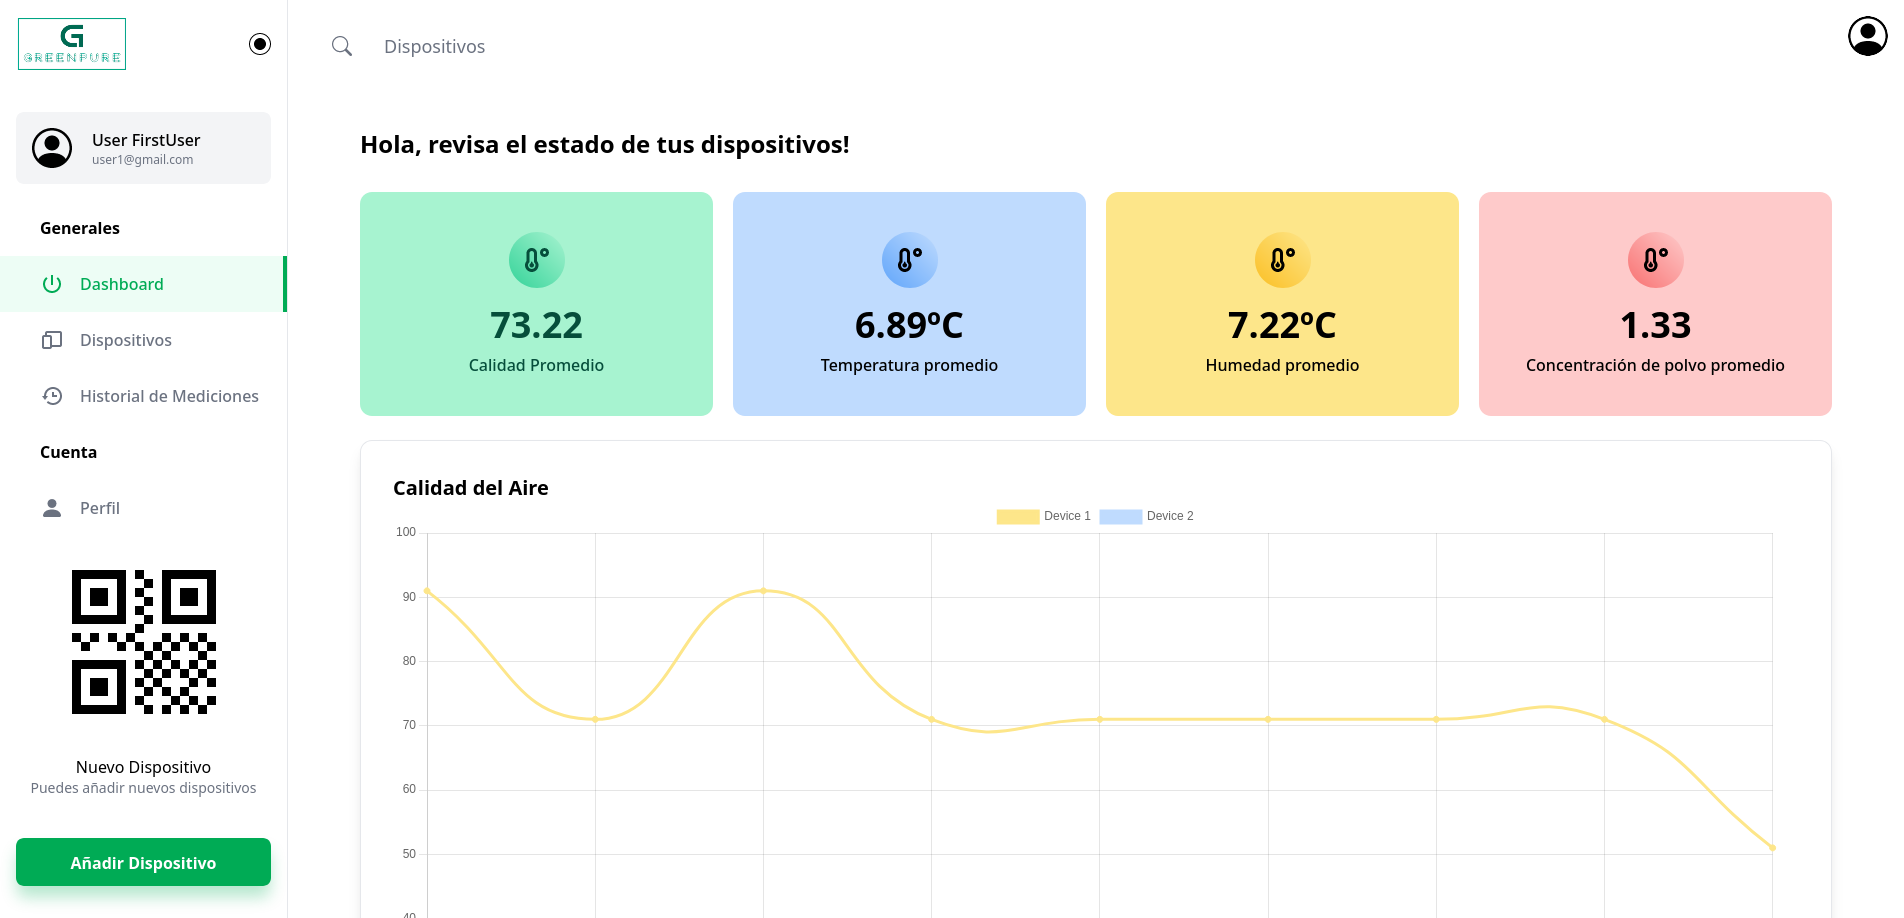 G
GREENPURE
Dispositivos
User FirstUser
user1@gmail.com
Generales
Dashboard
Dispositivos
Historial de Mediciones
Cuenta
Perfil
Nuevo Dispositivo
Puedes añadir nuevos dispositivos
Añadir Dispositivo
Hola, revisa el estado de tus dispositivos!
73.22
Calidad Promedio
6.89ºC
Temperatura promedio
7.22ºC
Humedad promedio
1.33
Concentración de polvo promedio
Calidad del Aire
Device 1
Device 2
100
90
80
70
60
50
40